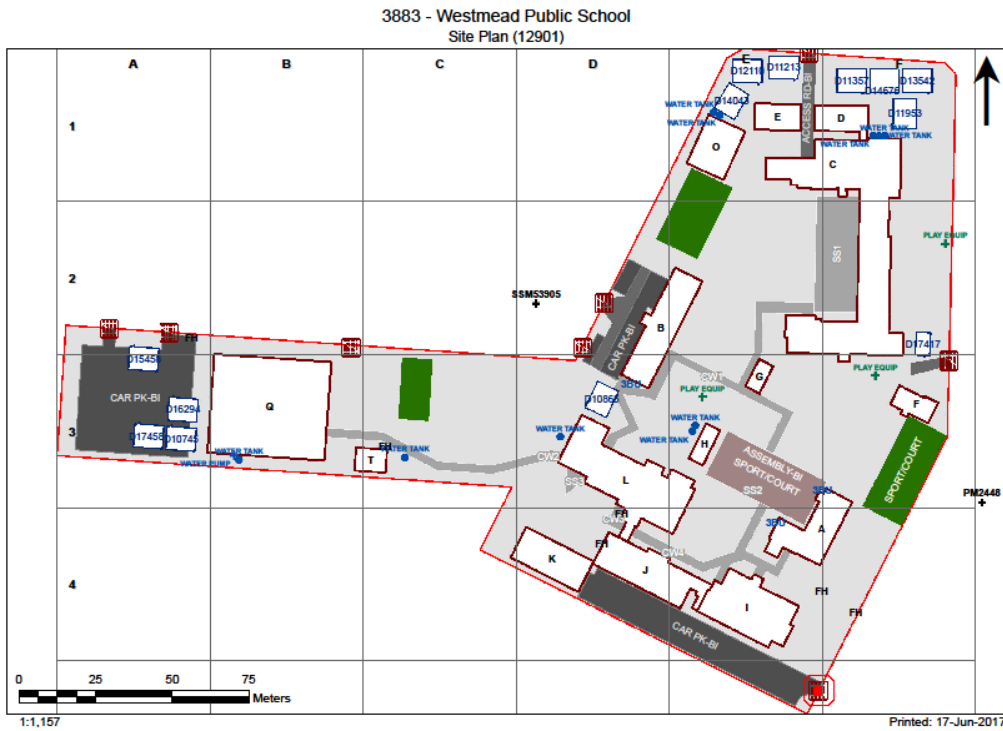 3883 - Westmead Public School
Site Plan (12901)
A
B
C
D
E
F
D12110
D11213
D11357
D14678
D13542
D14043
D11953
WATER TANK
WATER TANK
ACCESS RD-BI
E
D
WATER TANK
WATER TANK
WATER TANK
1
O
C
PLAY EQUIP
SS1
2
SSM53905
B
CAR PK-BI
FH
D15458
D17417
CAR PK-BI
G
CW1
3BU
PLAY EQUIP
PLAY EQUIP
D10865
D16294
Q
F
3
D17458
D10745
WATER TANK
WATER PUMP
FH
T
WATER TANK
WATER TANK
WATER TANK
WATER TANK
H
CW2
ASSEMBLY-BI
SPORT/COURT
SPORT/COURT
SS3
L
SS2
3BU
PM2448
FH
CW3
3BU
A
FH
CW4
K
J
4
I
FH
FH
CAR PK-BI
0
25
50
75
Meters
1:1,157
Printed: 17-Jun-2017